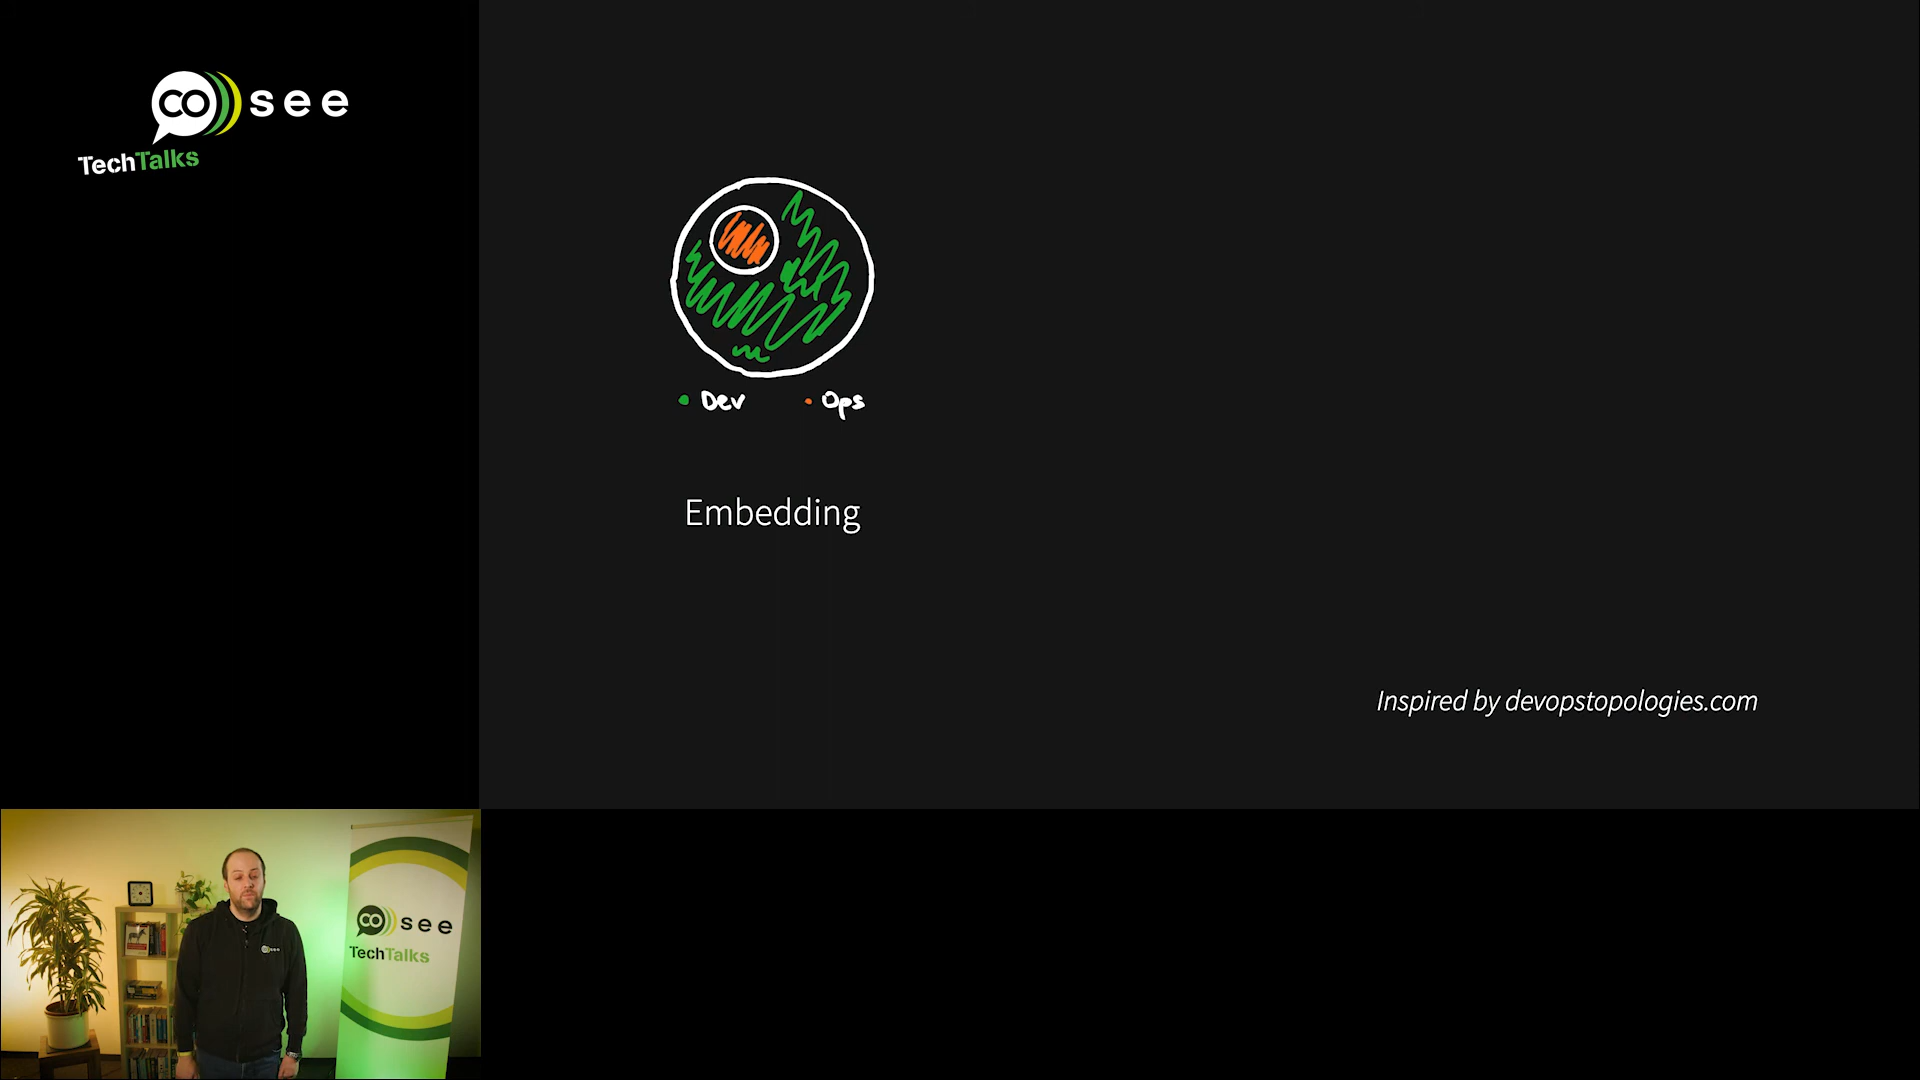 co see
TechTalks
Dev
Ops
Embedding
Inspired by devopstopologies.com
co see
TechTalks